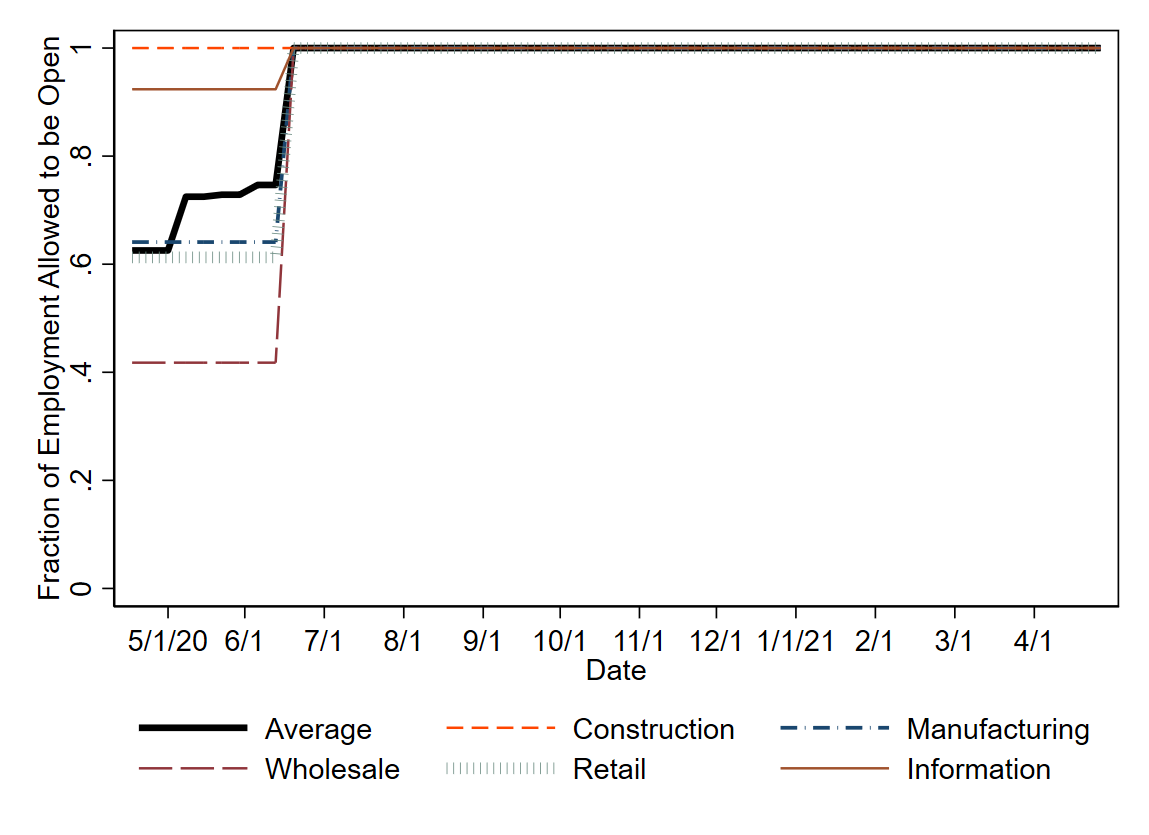 Fraction of Employment Allowed to be Open
1
.8
.6
.4
.2
0
5/1/20 6/1 7/1 8/1 9/1 10/1 11/1 12/1 1/1/21 2/1 3/1 4/1
Date
Average Construction Manufacturing
Wholesale Retail Information